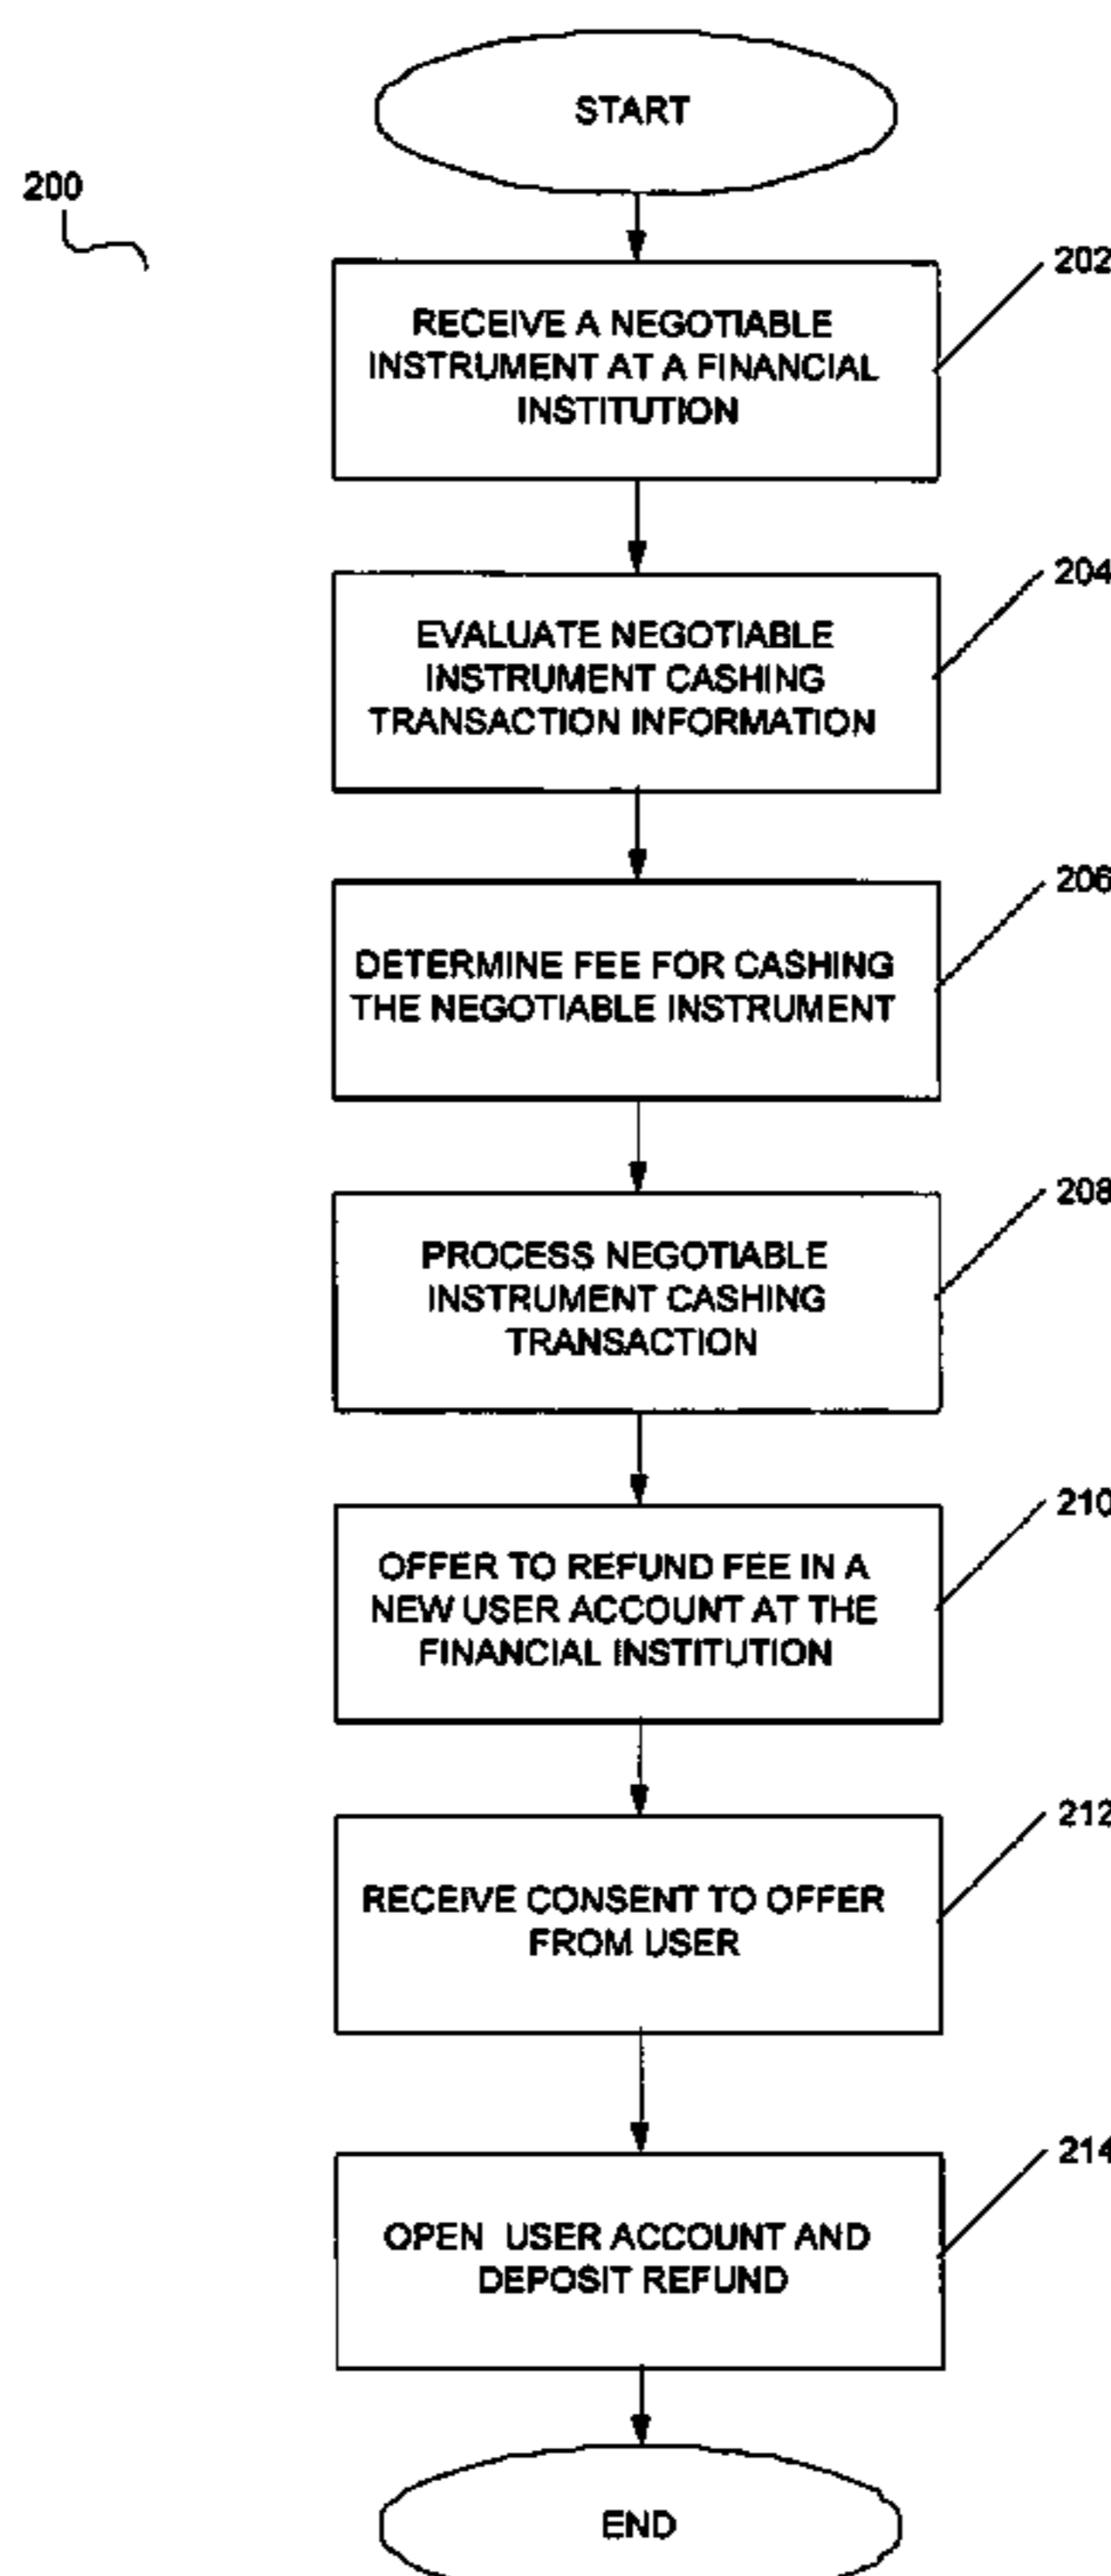 START
200
202
RECEIVE A NEGOTIABLE
INSTRUMENT AT A FINANCIAL
INSTITUTION
204
EVALUATE NEGOTIABLE
INSTRUMENT CASHING
TRANSACTION INFORMATION
206
DETERMINE FEE FOR CASHING
THE NEGOTIABLE INSTRUMENT
208
PROCESS NEGOTIABLE
INSTRUMENT CASHING
TRANSACTION
210
OFFER TO REFUND FEE IN A
NEW USER ACCOUNT AT THE
FINANCIAL INSTITUTION
212
RECEIVE CONSENT TO OFFER
FROM USER
214
OPEN USER ACCOUNT AND
DEPOSIT REFUND
END